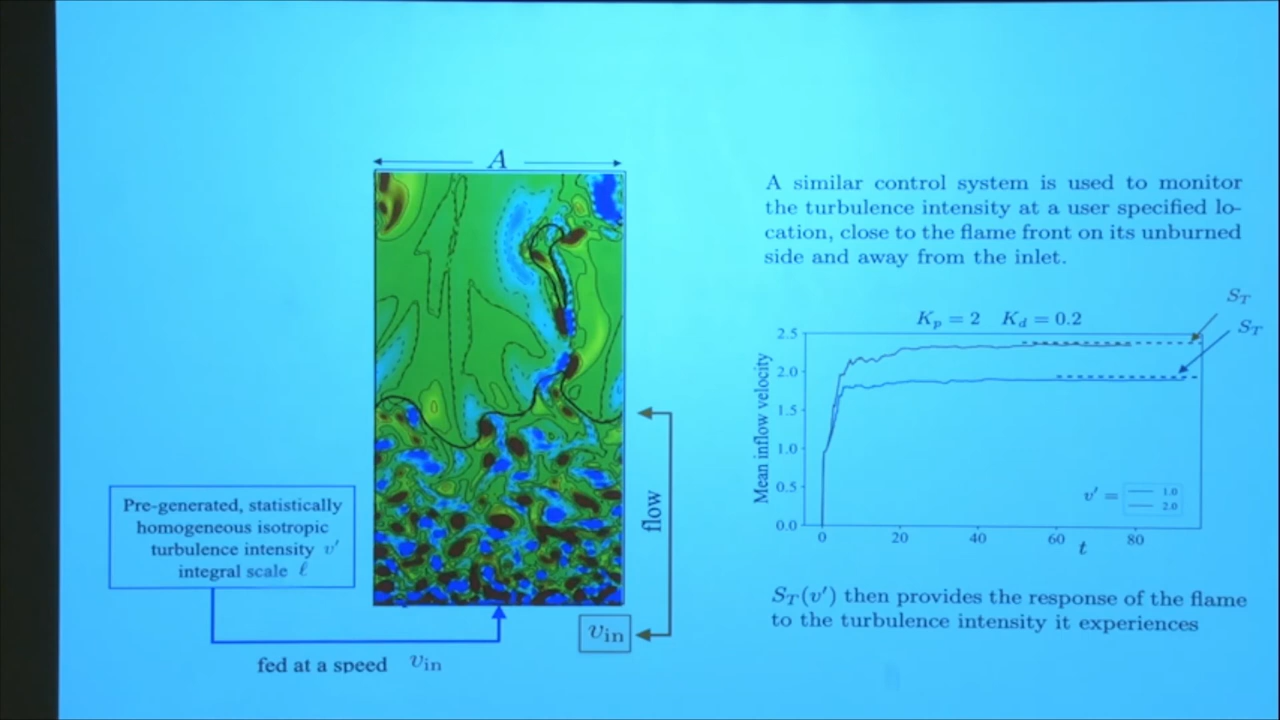 A
A similar control system is used to monitor
the turbulence intensity at a user specified lo-
cation, close to the flame front on its unburned
side and away from the inlet.
S_T
S_T
K_p = 2 K_d = 0.2
Mean inflow velocity
2.5
2.0
1.5
1.0
0.5
0.0
0 20 40 60 80
t
v′ =
1.0
2.0
flow
Pre-generated, statistically
homogeneous isotropic
turbulence intensity v′
integral scale ℓ
v_in
fed at a speed v_in
S_T(v′) then provides the response of the flame
to the turbulence intensity it experiences